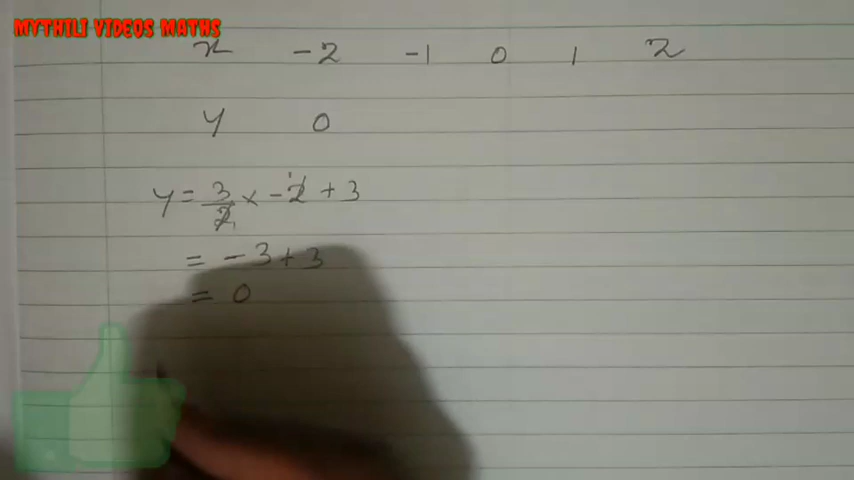 MYTHILI VIDEOS MATHS
x -2 -1 0 1 2
y 0
y = 3/2 × -2 + 3
= -3 + 3
= 0